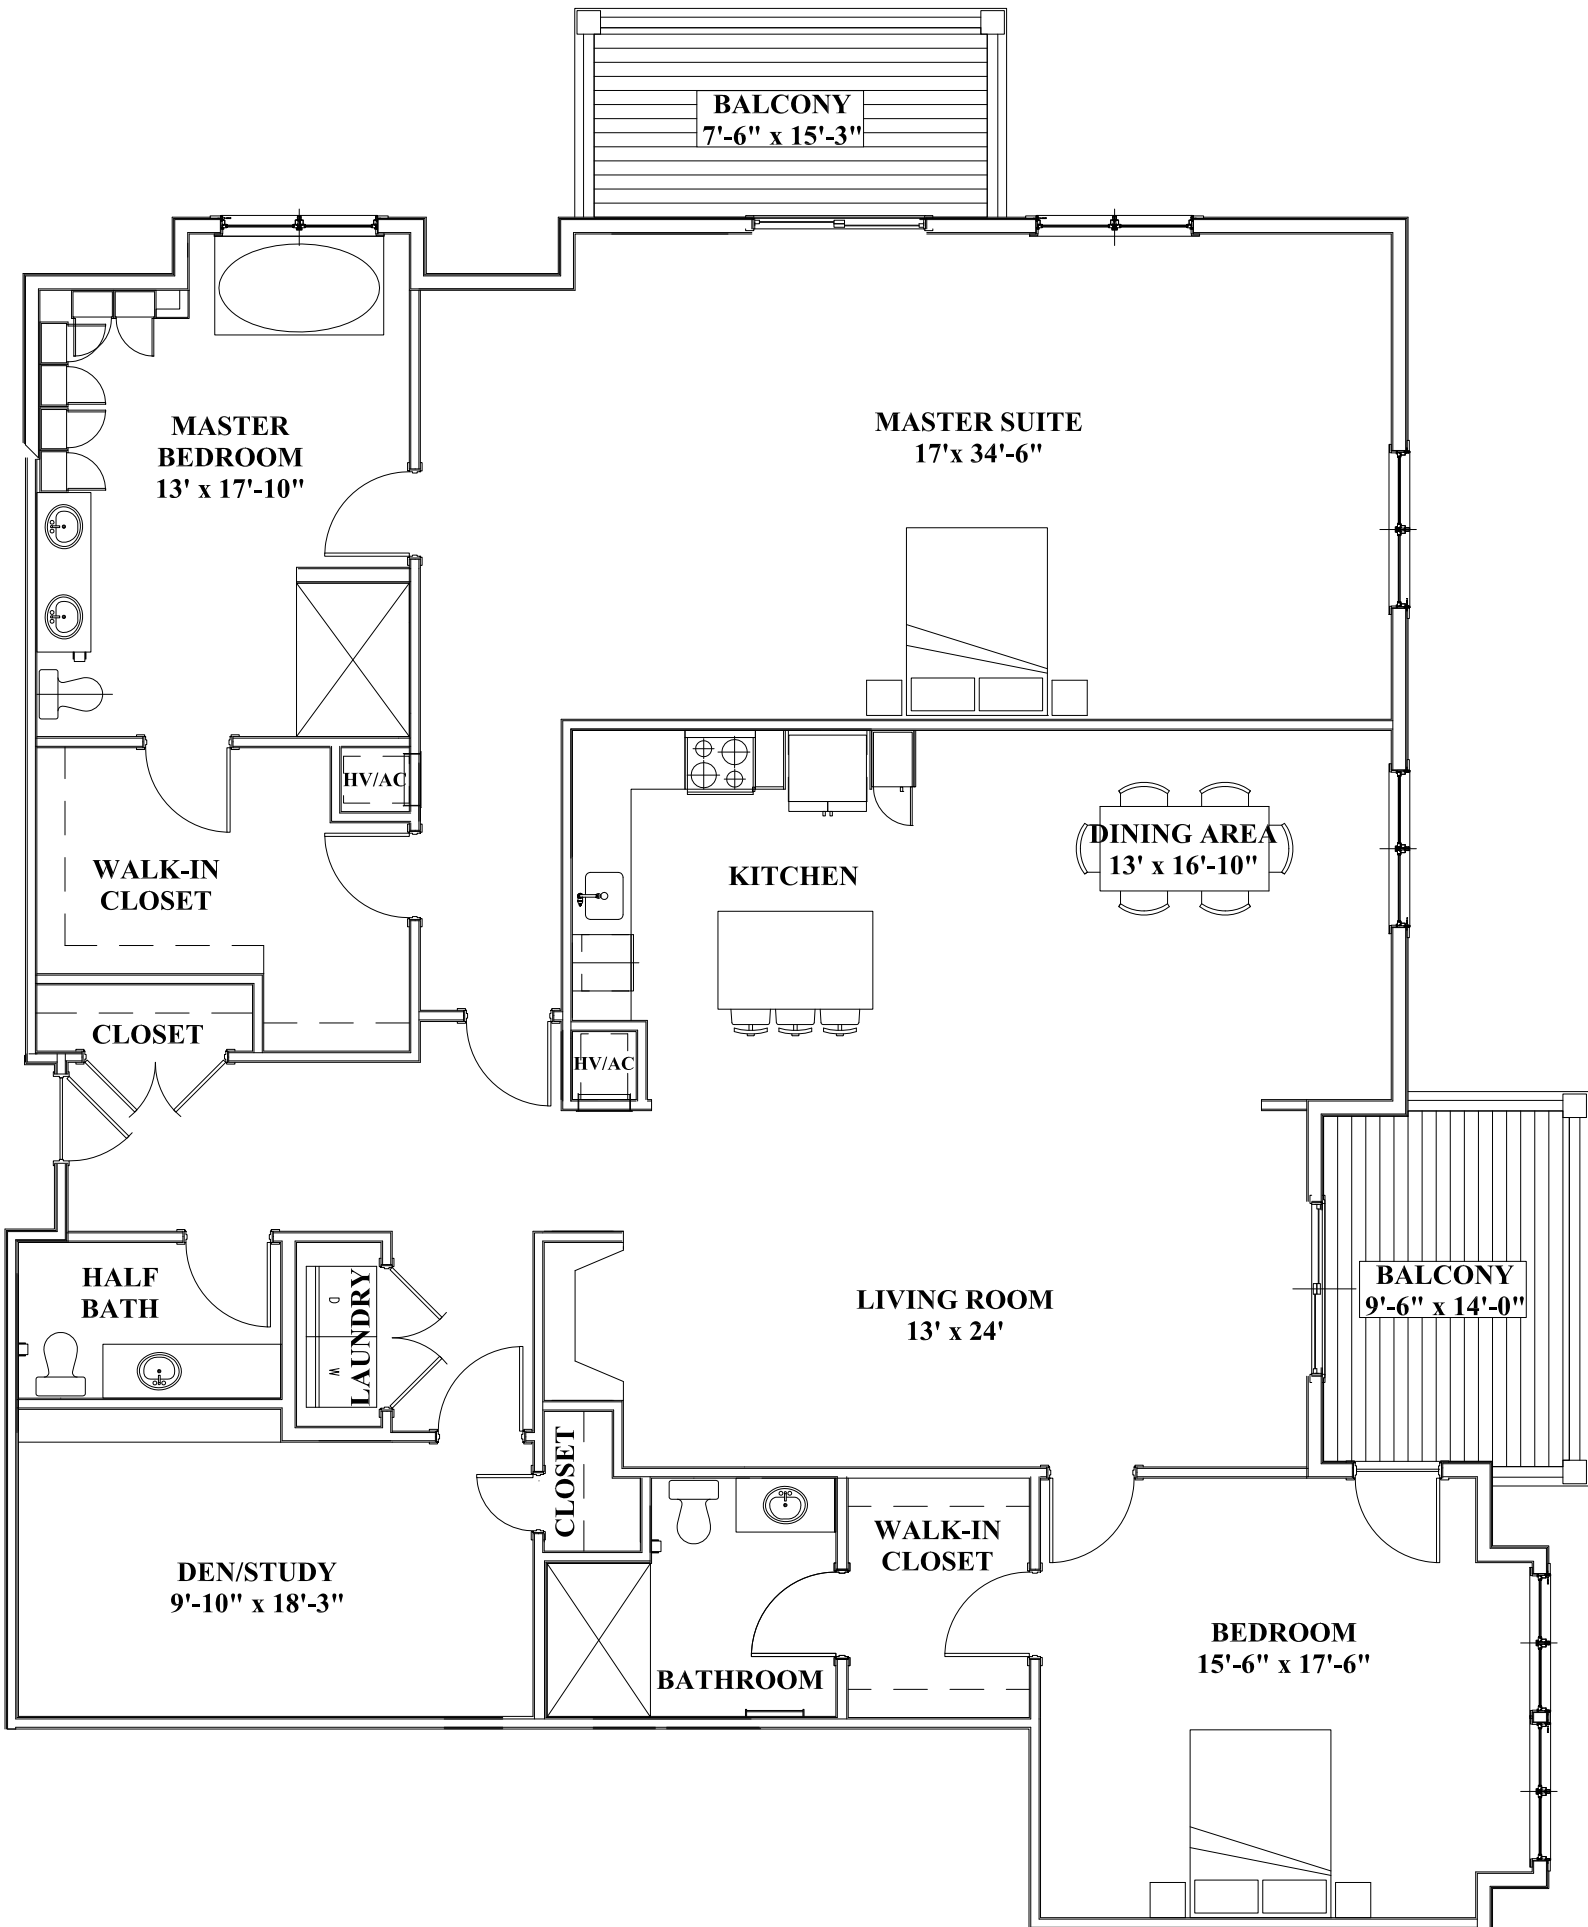 BALCONY
7'-6" x 15'-3"
MASTER
BEDROOM
13' x 17'-10"
MASTER SUITE
17'x 34'-6"
HV/AC
WALK-IN
CLOSET
KITCHEN
DINING AREA
13' x 16'-10"
CLOSET
HV/AC
HALF
BATH
D
W
LAUNDRY
LIVING ROOM
13' x 24'
BALCONY
9'-6" x 14'-0"
CLOSET
DEN/STUDY
9'-10" x 18'-3"
WALK-IN
CLOSET
BATHROOM
BEDROOM
15'-6" x 17'-6"